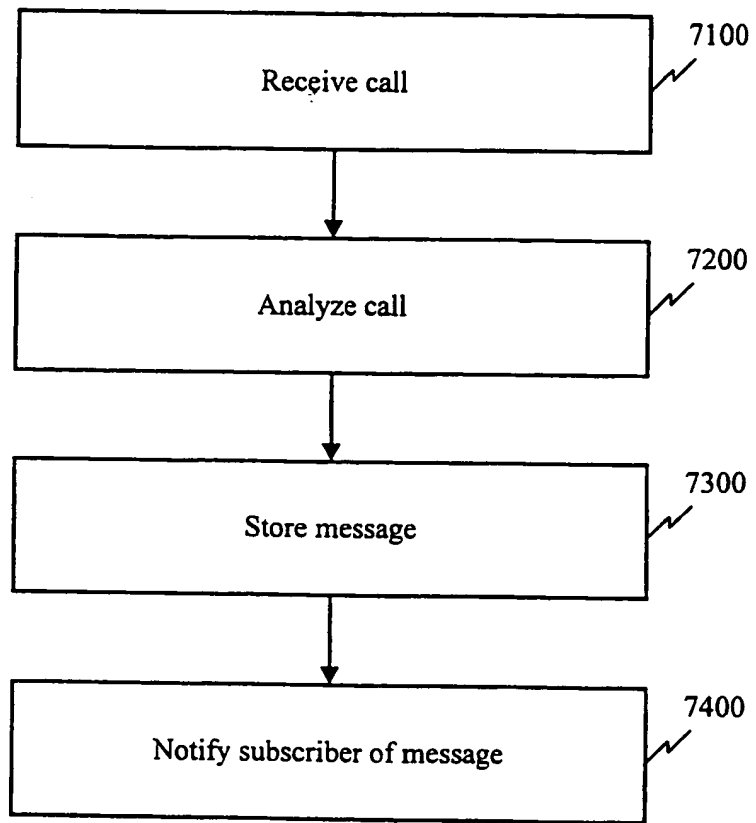 7100
Receive call
7200
Analyze call
7300
Store message
7400
Notify subscriber of message